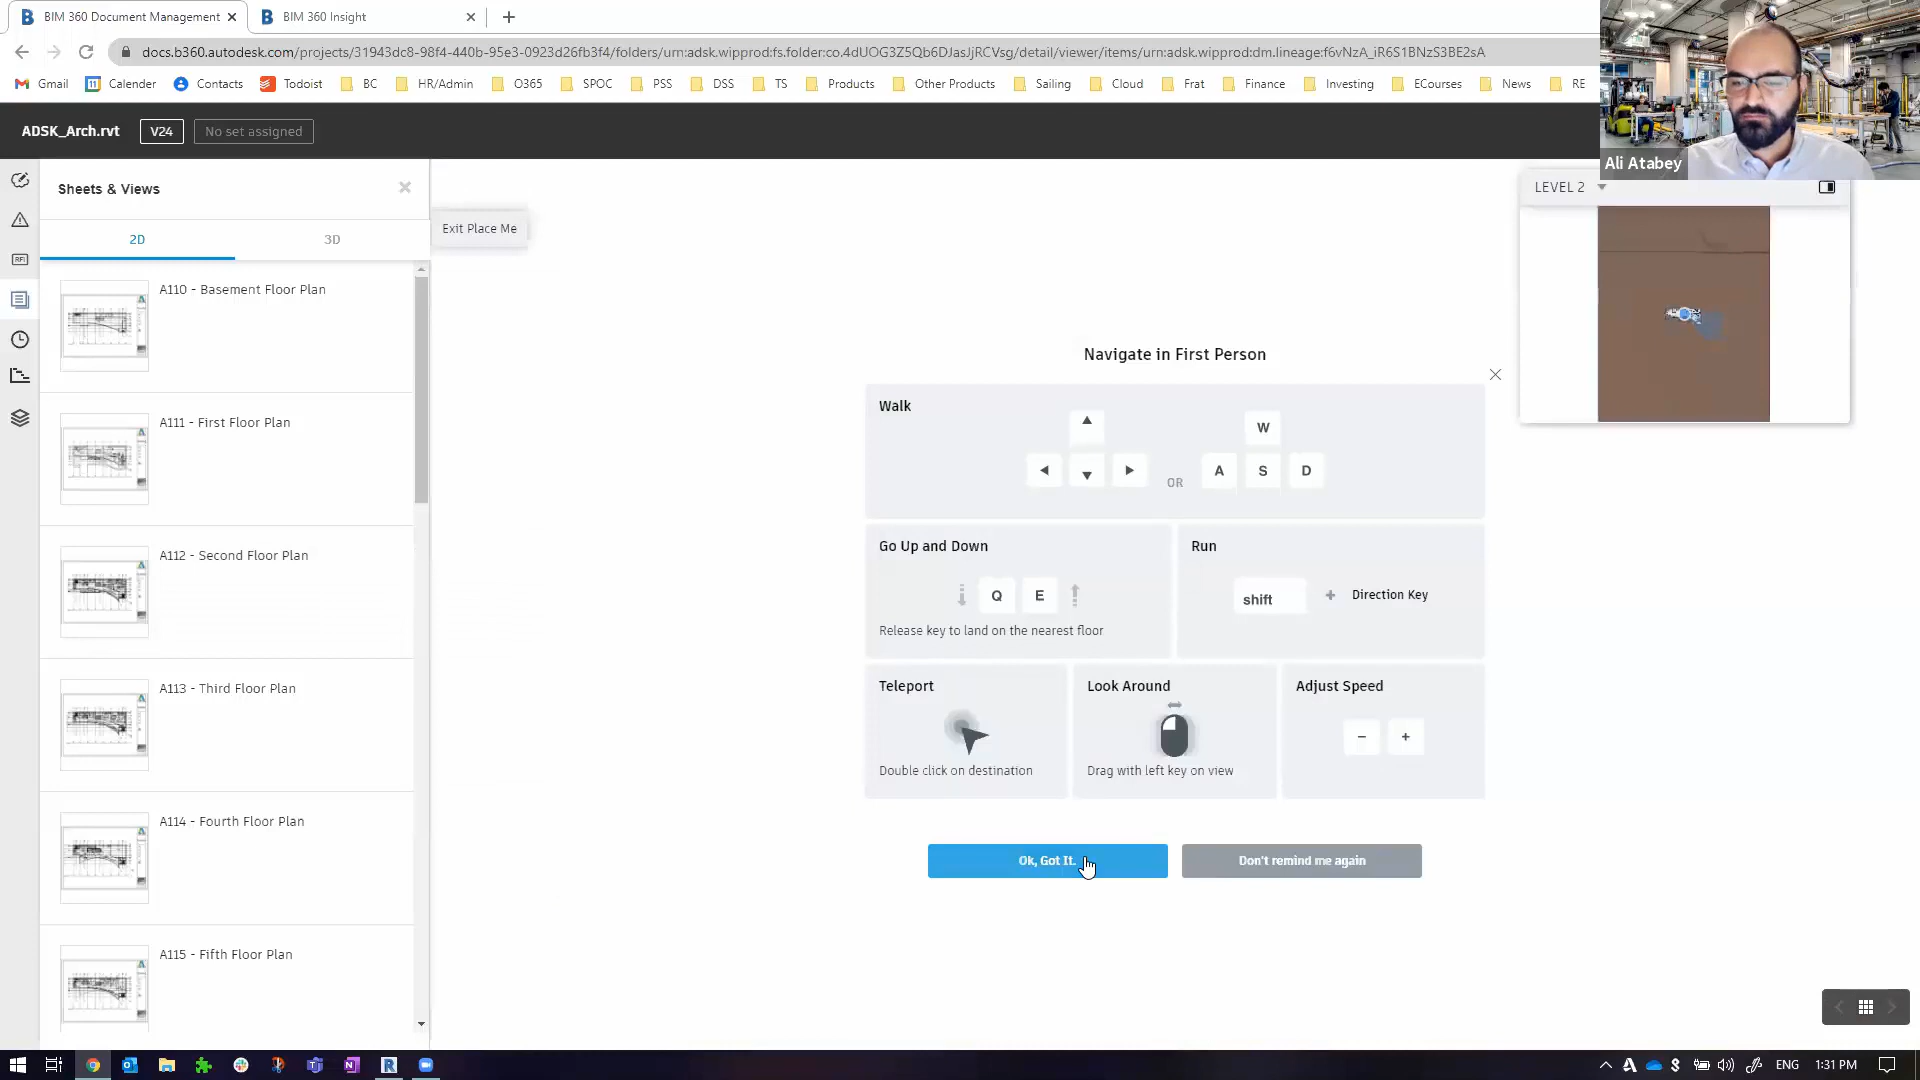 BIM 360 Document Management
BIM 360 Insight
docs.b360.autodesk.com/projects/31943dc8-98f4-440b-95e3-0923d26fb3f4/folders/urn:adsk.wipprod:fs.folder:co.4dUOG3Z5Qb6DJasJjRCVsg/detail/viewer/items/urn:adsk.wipprod:dm.lineage:f6vNzA_iR6S1BNzS3BE2sA
Gmail Calender Contacts Todoist BC HR/Admin O365 SPOC PSS DSS TS Products Other Products Sailing Cloud Frat Finance Investing ECourses News RE
ADSK_Arch.rvt V24 No set assigned
Ali Atabey
Sheets & Views
2D 3D
Exit Place Me
LEVEL 2
RFI
A110 - Basement Floor Plan
A111 - First Floor Plan
A112 - Second Floor Plan
A113 - Third Floor Plan
A114 - Fourth Floor Plan
A115 - Fifth Floor Plan
Navigate in First Person
Walk
W
OR
A S D
Go Up and Down
Q E
Release key to land on the nearest floor
Run
shift + Direction Key
Teleport
Double click on destination
Look Around
Drag with left key on view
Adjust Speed
- +
Ok, Got It.
Don't remind me again
ENG 1:31 PM